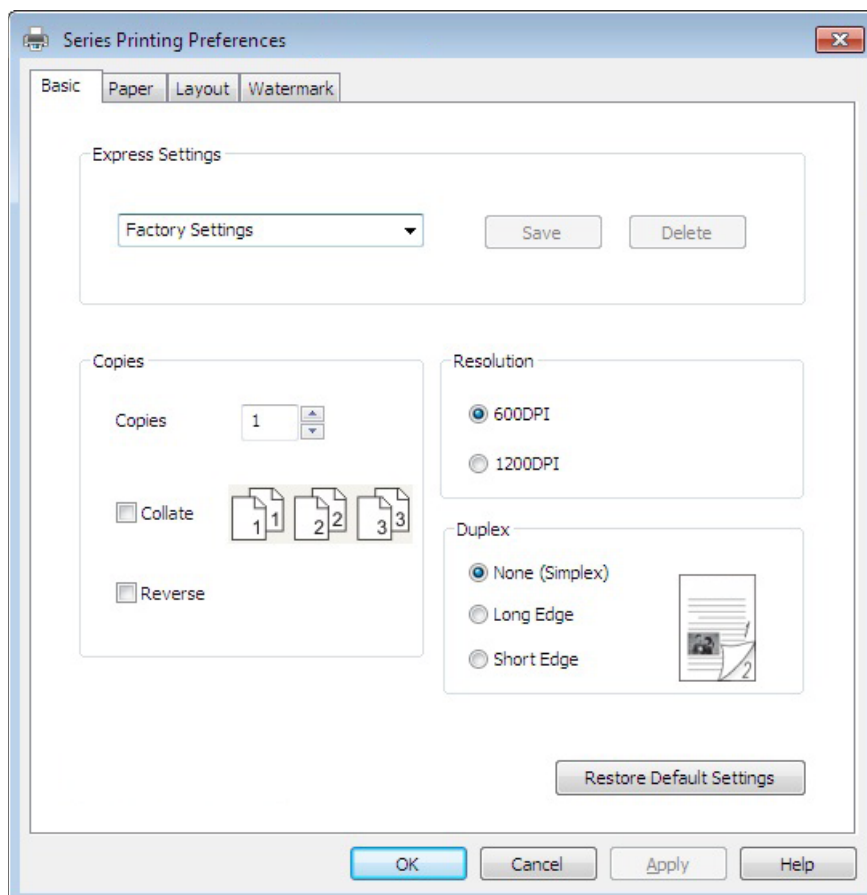 Series Printing Preferences
Basic Paper Layout Watermark
Express Settings
Factory Settings Save Delete
Copies
Copies 1
Collate 1 1 2 2 3 3
Reverse
Resolution
600DPI
1200DPI
Duplex
None (Simplex)
Long Edge
Short Edge
1
2
Restore Default Settings
OK Cancel Apply Help